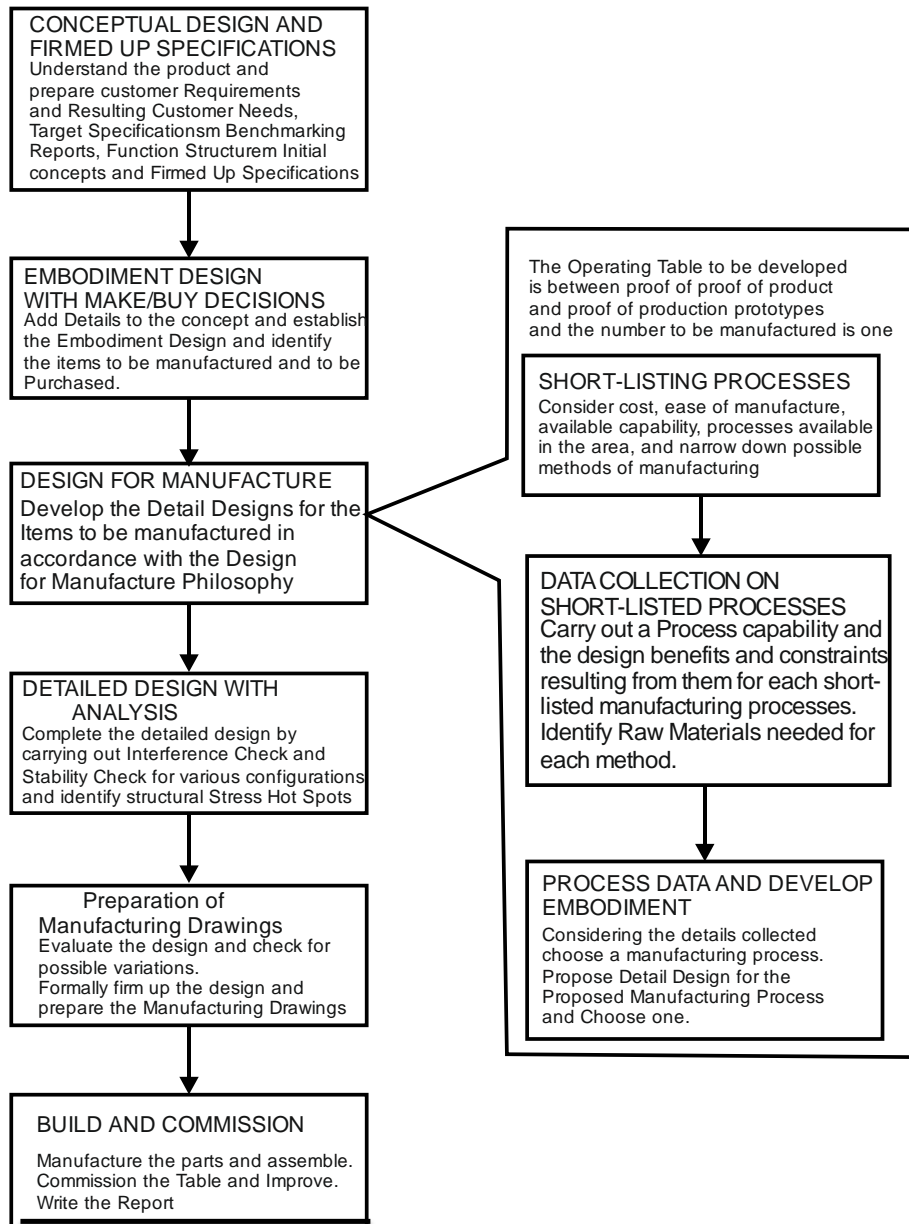 CONCEPTUAL DESIGN AND
FIRMED UP SPECIFICATIONS
Understand the product and
prepare customer Requirements
and Resulting Customer Needs,
Target Specificationsm Benchmarking
Reports, Function Structurem Initial
concepts and Firmed Up Specifications
EMBODIMENT DESIGN
WITH MAKE/BUY DECISIONS
Add Details to the concept and establish
the Embodiment Design and identify
the items to be manufactured and to be
Purchased.
DESIGN FOR MANUFACTURE
Develop the Detail Designs for the
Items to be manufactured in
accordance with the Design
for Manufacture Philosophy
DETAILED DESIGN WITH
ANALYSIS
Complete the detailed design by
carrying out Interference Check and
Stability Check for various configurations
and identify structural Stress Hot Spots
Preparation of
Manufacturing Drawings
Evaluate the design and check for
possible variations.
Formally firm up the design and
prepare the Manufacturing Drawings
BUILD AND COMMISSION
Manufacture the parts and assemble.
Commission the Table and Improve.
Write the Report
The Operating Table to be developed
is between proof of proof of product
and proof of production prototypes
and the number to be manufactured is one
SHORT-LISTING PROCESSES
Consider cost, ease of manufacture,
available capability, processes available
in the area, and narrow down possible
methods of manufacturing
DATA COLLECTION ON
SHORT-LISTED PROCESSES
Carry out a Process capability and
the design benefits and constraints
resulting from them for each short-
listed manufacturing processes.
Identify Raw Materials needed for
each method.
PROCESS DATA AND DEVELOP
EMBODIMENT
Considering the details collected
choose a manufacturing process.
Propose Detail Design for the
Proposed Manufacturing Process
and Choose one.